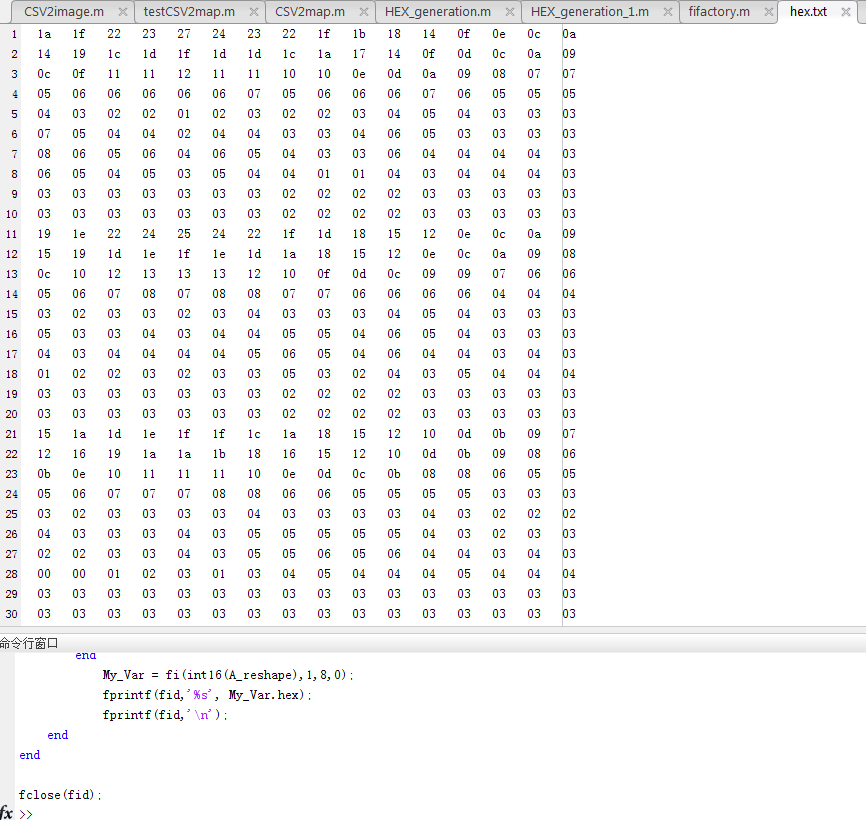 CSV2image.m × testCSV2map.m × CSV2map.m × HEX_generation.m × HEX_generation_1.m × fifactory.m × hex.txt ×
1 1a 1f 22 23 27 24 23 22 1f 1b 18 14 0f 0e 0c 0a
2 14 19 1c 1d 1f 1d 1d 1c 1a 17 14 0f 0d 0c 0a 09
3 0c 0f 11 11 12 11 11 10 10 0e 0d 0a 09 08 07 07
4 05 06 06 06 06 06 07 05 06 06 06 07 06 05 05 05
5 04 03 02 02 01 02 03 02 02 03 04 05 04 03 03 03
6 07 05 04 04 02 04 04 03 03 04 06 05 03 03 03 03
7 08 06 05 06 04 06 05 04 03 03 06 04 04 04 04 03
8 06 05 04 05 03 05 04 04 01 01 04 03 04 04 04 03
9 03 03 03 03 03 03 03 02 02 02 02 03 03 03 03 03
10 03 03 03 03 03 03 03 02 02 02 02 03 03 03 03 03
11 19 1e 22 24 25 24 22 1f 1d 18 15 12 0e 0c 0a 09
12 15 19 1d 1e 1f 1e 1d 1a 18 15 12 0e 0c 0a 09 08
13 0c 10 12 13 13 13 12 10 0f 0d 0c 09 09 07 06 06
14 05 06 07 08 07 08 08 07 07 06 06 06 06 04 04 04
15 03 02 03 03 02 03 04 03 03 03 04 05 04 03 03 03
16 05 03 03 04 03 04 04 05 05 04 06 05 04 03 03 03
17 04 03 04 04 04 04 05 06 05 04 06 04 04 03 04 03
18 01 02 02 03 02 03 03 05 03 02 04 03 05 04 04 04
19 03 03 03 03 03 03 03 02 02 02 02 03 03 03 03 03
20 03 03 03 03 03 03 03 02 02 02 02 03 03 03 03 03
21 15 1a 1d 1e 1f 1f 1c 1a 18 15 12 10 0d 0b 09 07
22 12 16 19 1a 1a 1b 18 16 15 12 10 0d 0b 09 08 06
23 0b 0e 10 11 11 11 10 0e 0d 0c 0b 08 08 06 05 05
24 05 06 07 07 07 08 08 06 06 05 05 05 05 03 03 03
25 03 02 03 03 03 03 04 03 03 03 03 04 03 02 02 02
26 04 03 03 03 04 03 05 05 05 05 05 04 03 02 03 03
27 02 02 03 03 04 03 05 05 06 05 06 04 04 03 04 03
28 00 00 01 02 03 01 03 04 05 04 04 04 05 04 04 04
29 03 03 03 03 03 03 03 03 03 03 03 03 03 03 03 03
30 03 03 03 03 03 03 03 03 03 03 03 03 03 03 03 03
命令行窗口
end
My_Var = fi(int16(A_reshape),1,8,0);
fprintf(fid,'%s', My_Var.hex);
fprintf(fid,'\n');
end
end
fclose(fid);
fx >>